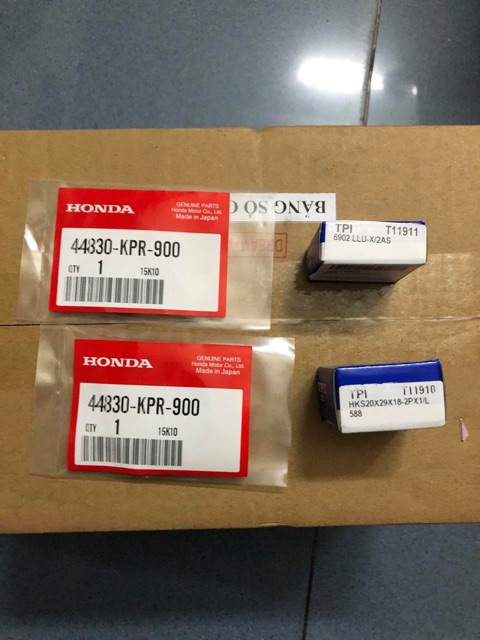 HONDA
GENUINE PARTS
Honda Motor Co., Ltd.
Made in Japan
44830-KPR-900
QTY 1 15K10
BẢNG SỐ
TPI T11911
6902 LLU-X/2AS
HONDA
GENUINE PARTS
Honda Motor Co., Ltd.
Made in Japan
44830-KPR-900
QTY 1 15K10
TPI T11910
HKS20X29X18-2PX1/L
588